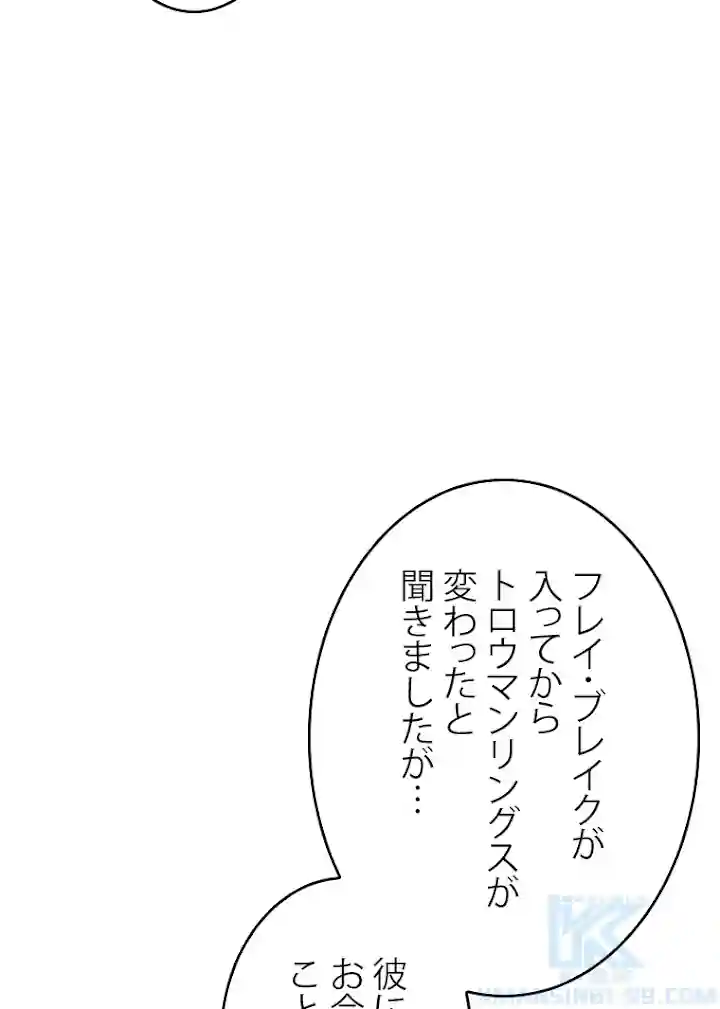 フレイ・ブレイクが
入ってから
トロウマンリングスが
変わったと
聞きましたが…
彼に
お会
こと